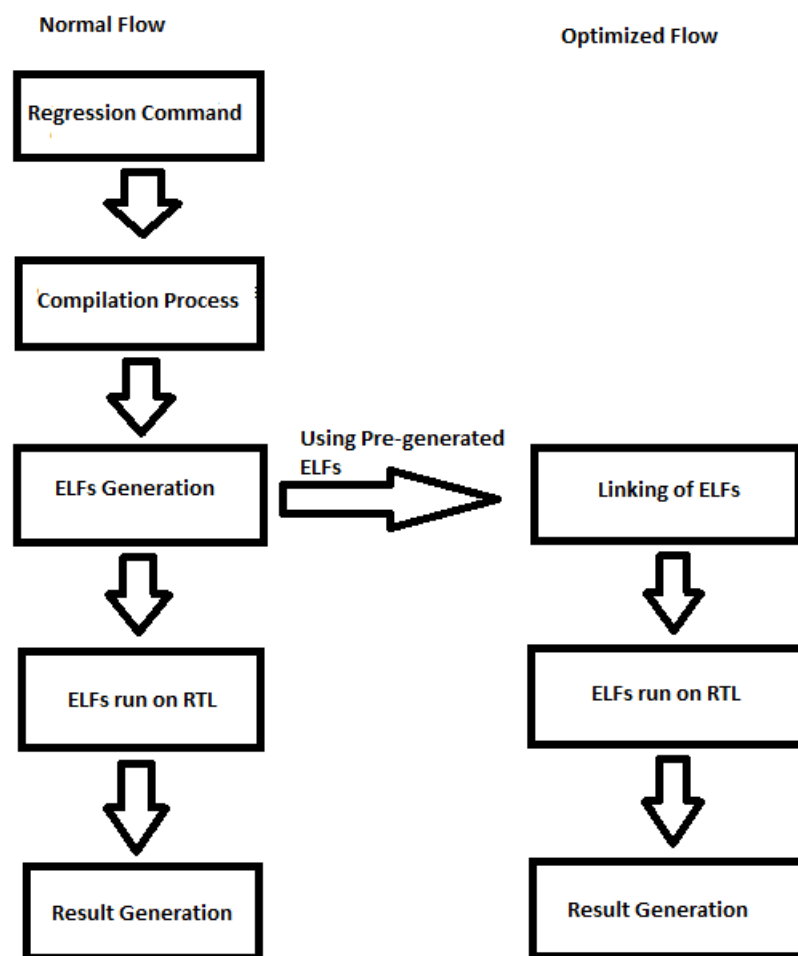 Normal Flow
Optimized Flow
Regression Command
Compilation Process
Using Pre-generated
ELFs
ELFs Generation
Linking of ELFs
ELFs run on RTL
ELFs run on RTL
Result Generation
Result Generation